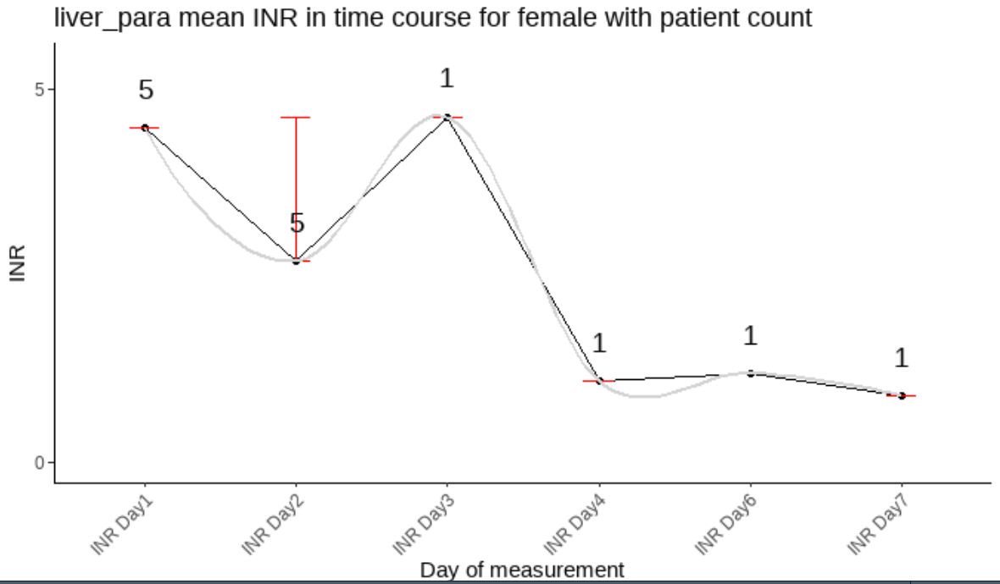 liver_para mean INR in time course for female with patient count
5
5
1
5
1
1
1
0
INR
INR Day1
INR Day2
INR Day3
INR Day4
INR Day6
INR Day7
Day of measurement